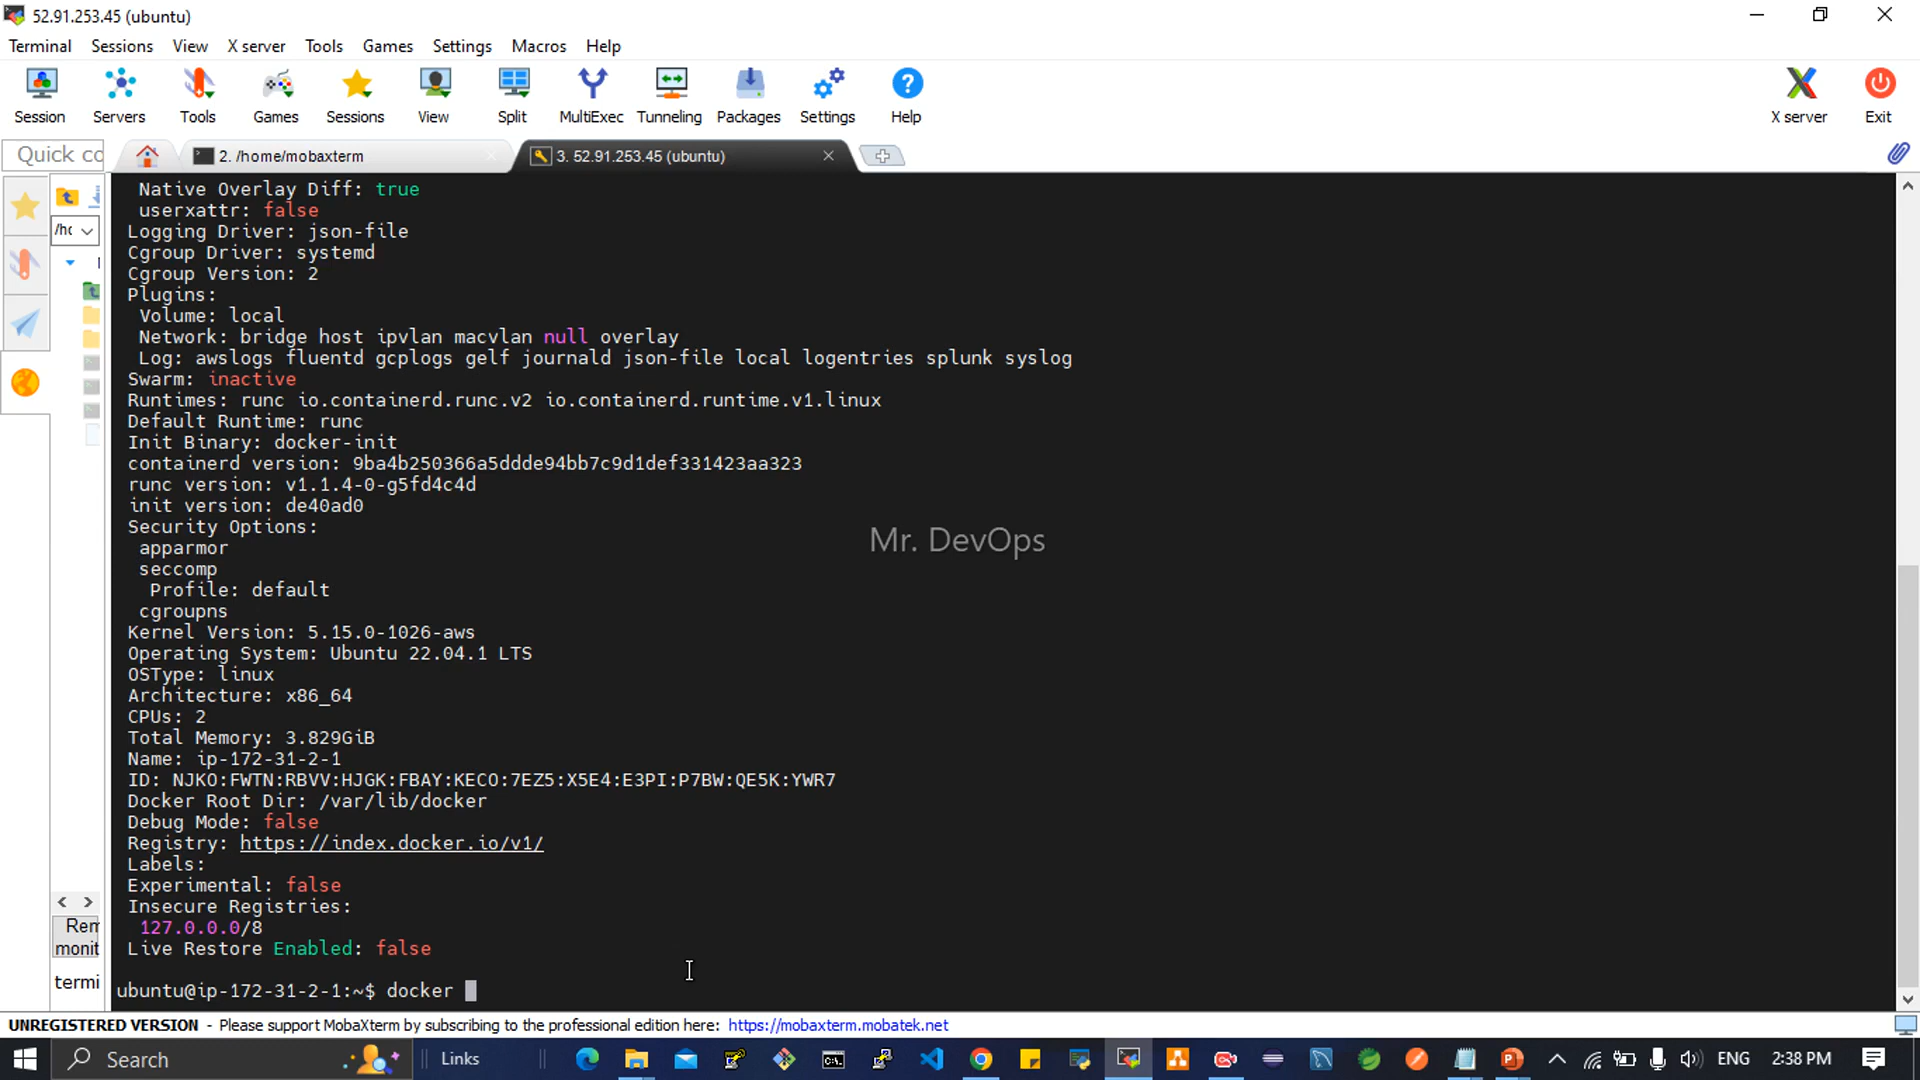 52.91.253.45 (ubuntu)
Terminal Sessions View X server Tools Games Settings Macros Help
Session Servers Tools Games Sessions View Split MultiExec Tunneling Packages Settings Help X server Exit
Quick co 2. /home/mobaxterm 3. 52.91.253.45 (ubuntu)
/hc
Native Overlay Diff: true
userxattr: false
Logging Driver: json-file
Cgroup Driver: systemd
Cgroup Version: 2
Plugins:
Volume: local
Network: bridge host ipvlan macvlan null overlay
Log: awslogs fluentd gcplogs gelf journald json-file local logentries splunk syslog
Swarm: inactive
Runtimes: runc io.containerd.runc.v2 io.containerd.runtime.v1.linux
Default Runtime: runc
Init Binary: docker-init
containerd version: 9ba4b250366a5ddde94bb7c9d1def331423aa323
runc version: v1.1.4-0-g5fd4c4d
init version: de40ad0
Security Options:
apparmor
seccomp
Profile: default
cgroupns
Kernel Version: 5.15.0-1026-aws
Operating System: Ubuntu 22.04.1 LTS
OSType: linux
Architecture: x86_64
CPUs: 2
Total Memory: 3.829GiB
Name: ip-172-31-2-1
ID: NJKO:FWTN:RBVV:HJGK:FBAY:KECO:7EZ5:X5E4:E3PI:P7BW:QE5K:YWR7
Docker Root Dir: /var/lib/docker
Debug Mode: false
Registry: https://index.docker.io/v1/
Labels:
Experimental: false
Insecure Registries:
127.0.0.0/8
Live Restore Enabled: false
ubuntu@ip-172-31-2-1:~$ docker
Mr. DevOps
Rem
monit
termi
UNREGISTERED VERSION - Please support MobaXterm by subscribing to the professional edition here: https://mobaxterm.mobatek.net
Search Links ENG 2:38 PM